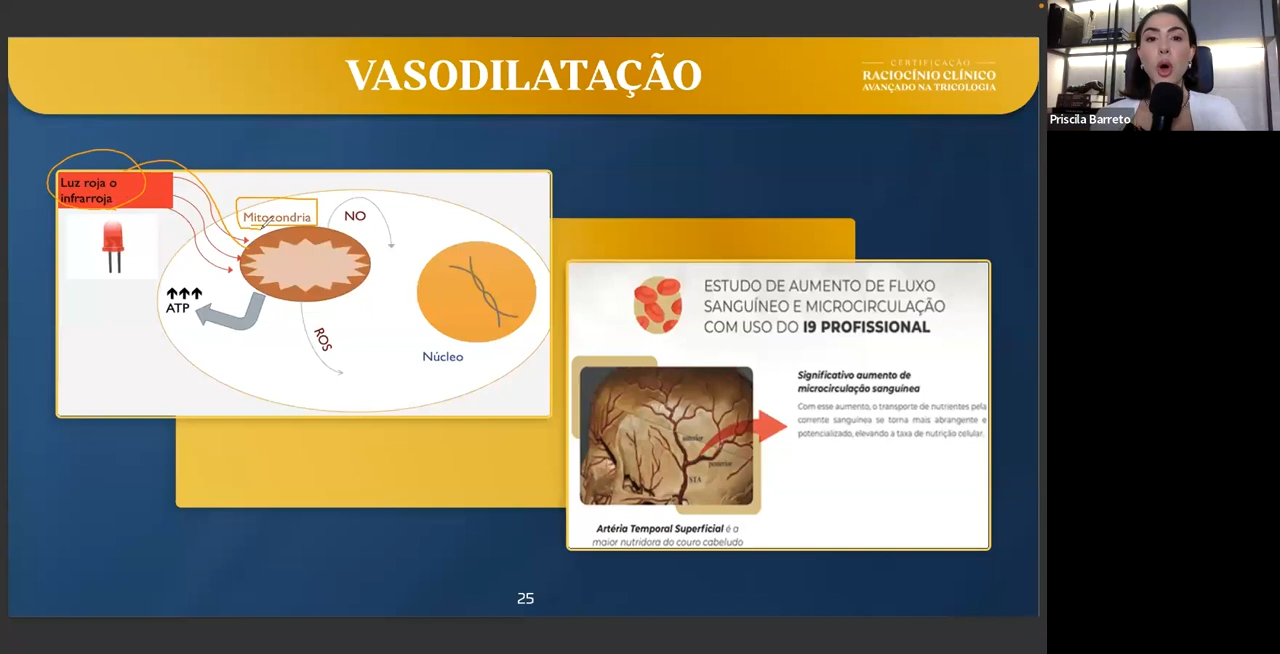 VASODILATAÇÃO
CERTIFICAÇÃO
RACIOCÍNIO CLÍNICO
AVANÇADO NA TRICOLOGIA
Priscila Barreto
Luz roja o
infrarroja
Mitozondria
NO
ATP
ROS
Núcleo
ESTUDO DE AUMENTO DE FLUXO
SANGUÍNEO E MICROCIRCULAÇÃO
COM USO DO I9 PROFISSIONAL
Significativo aumento de
microcirculação sanguínea
Com esse aumento, o transporte de nutrientes pela
corrente sanguínea se torna mais abrangente e
potencializado, elevando a taxa de nutrição celular.
anterior
posterior
STA
Artéria Temporal Superficial é a
maior nutridora do couro cabeludo
25